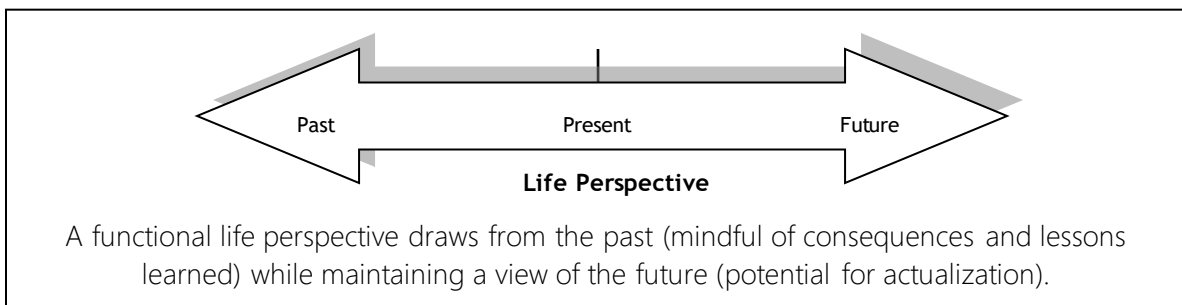 Past Present Future
Life Perspective
A functional life perspective draws from the past (mindful of consequences and lessons
learned) while maintaining a view of the future (potential for actualization).